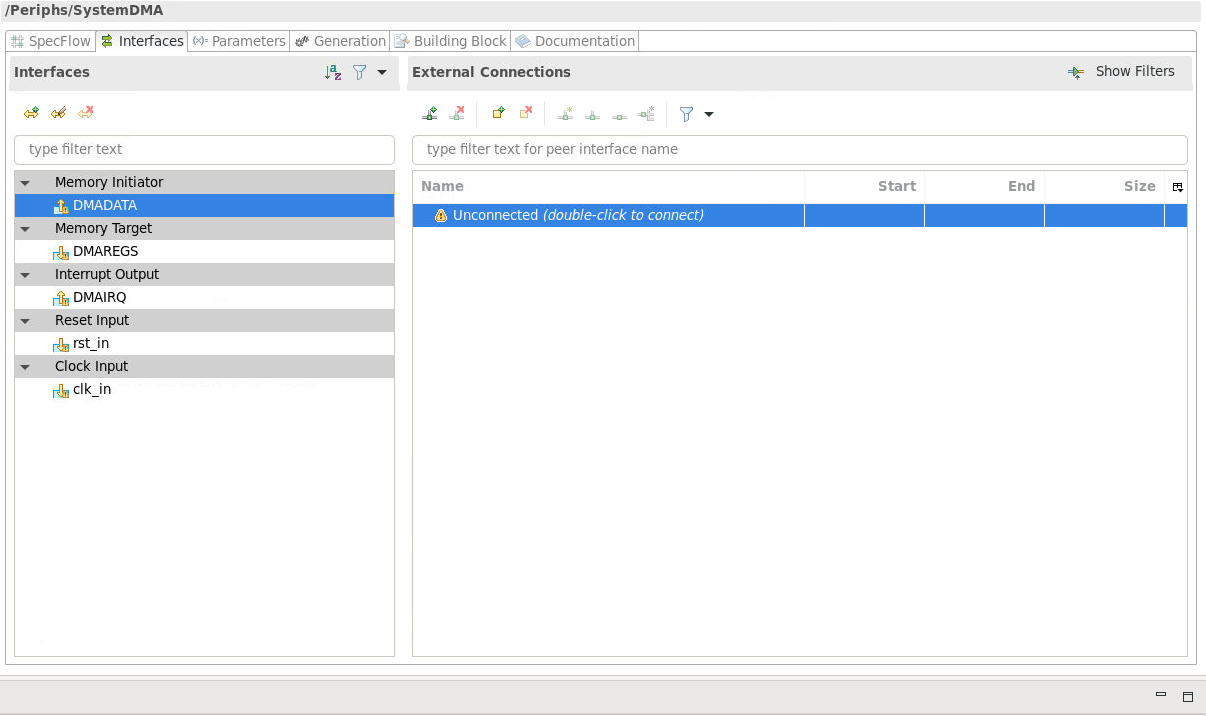 /Periphs/SystemDMA
SpecFlow Interfaces (x)= Parameters Generation Building Block Documentation
Interfaces
External Connections
Show Filters
type filter text
type filter text for peer interface name
Memory Initiator
DMADATA
Memory Target
DMAREGS
Interrupt Output
DMAIRQ
Reset Input
rst_in
Clock Input
clk_in
Name Start End Size
Unconnected (double-click to connect)